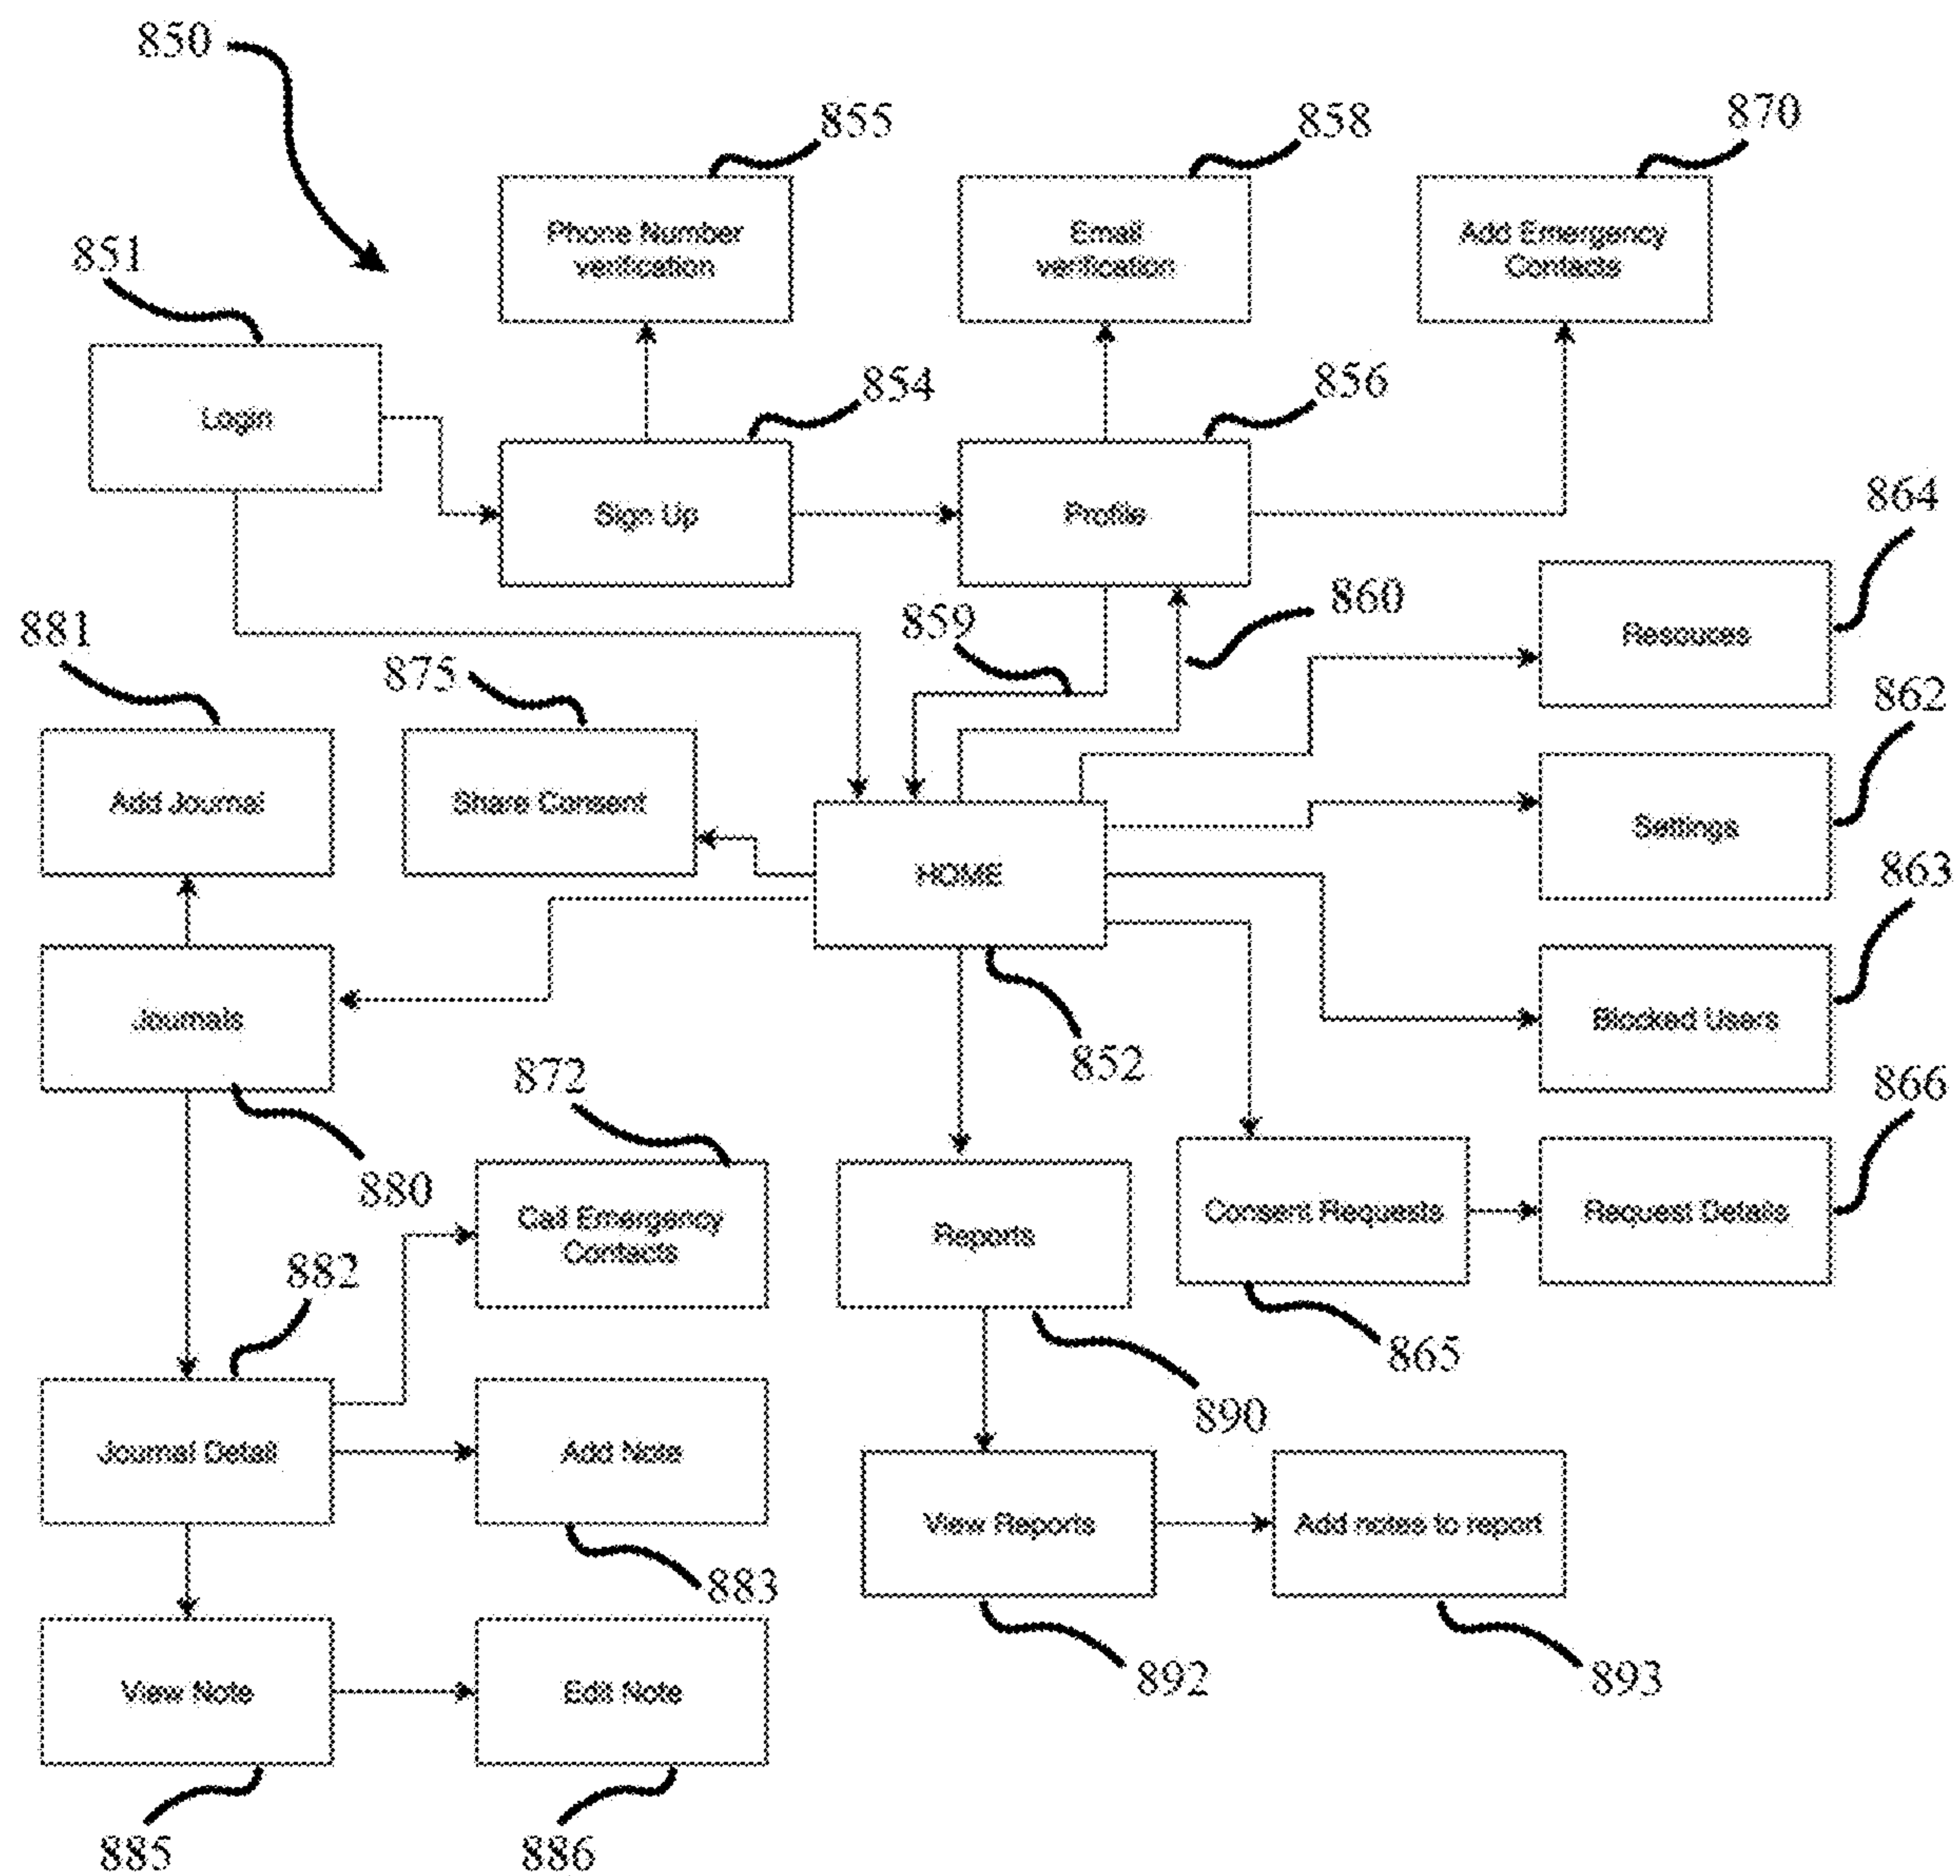 850
855
858
870
Phone Number
verification
Email
verification
Add Emergency
Contacts
851
Login
854
856
Sign Up
Profile
864
Resouces
859
860
881
875
862
Add Journal
Share Consent
HOME
Settings
863
Journals
852
Blocked Users
872
866
880
Call Emergency
Contacts
Reports
Consent Requests
Request Details
882
865
890
Journal Detail
Add Note
View Reports
Add notes to report
883
View Note
Edit Note
892
893
885
886